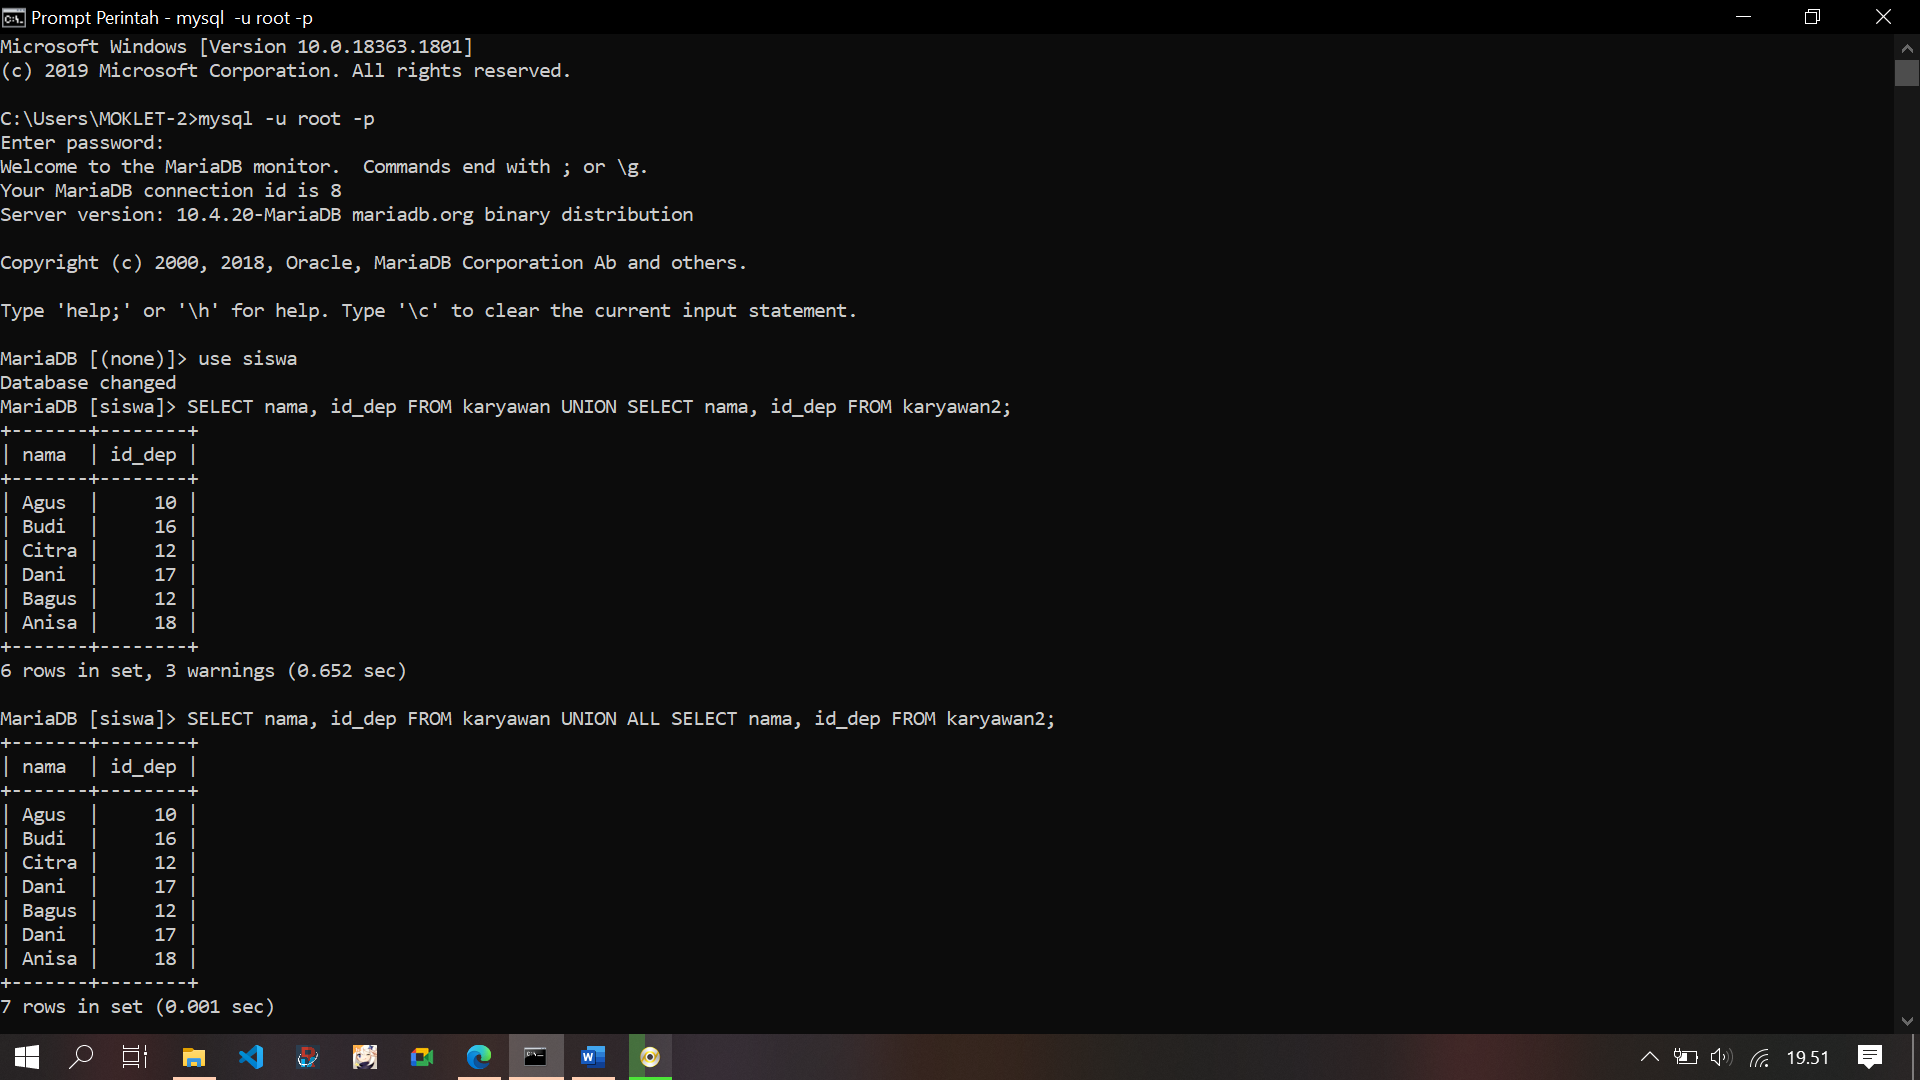 Prompt Perintah - mysql  -u root -p
Microsoft Windows [Version 10.0.18363.1801]
(c) 2019 Microsoft Corporation. All rights reserved.
C:\Users\MOKLET-2>mysql -u root -p
Enter password:
Welcome to the MariaDB monitor.  Commands end with ; or \g.
Your MariaDB connection id is 8
Server version: 10.4.20-MariaDB mariadb.org binary distribution
Copyright (c) 2000, 2018, Oracle, MariaDB Corporation Ab and others.
Type 'help;' or '\h' for help. Type '\c' to clear the current input statement.
MariaDB [(none)]> use siswa
Database changed
MariaDB [siswa]> SELECT nama, id_dep FROM karyawan UNION SELECT nama, id_dep FROM karyawan2;
+-------+--------+
| nama  | id_dep |
+-------+--------+
| Agus  |     10 |
| Budi  |     16 |
| Citra |     12 |
| Dani  |     17 |
| Bagus |     12 |
| Anisa |     18 |
+-------+--------+
6 rows in set, 3 warnings (0.652 sec)
MariaDB [siswa]> SELECT nama, id_dep FROM karyawan UNION ALL SELECT nama, id_dep FROM karyawan2;
+-------+--------+
| nama  | id_dep |
+-------+--------+
| Agus  |     10 |
| Budi  |     16 |
| Citra |     12 |
| Dani  |     17 |
| Bagus |     12 |
| Dani  |     17 |
| Anisa |     18 |
+-------+--------+
7 rows in set (0.001 sec)
19.51